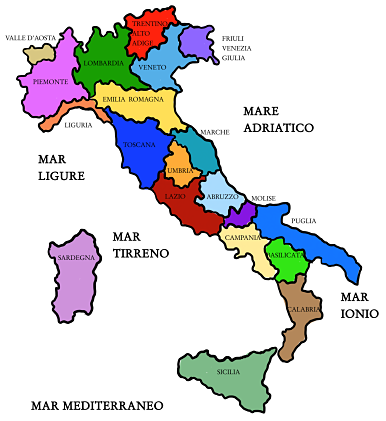 TRENTINO
ALTO
ADIGE
VALLE D'AOSTA
FRIULI
VENEZIA
GIULIA
LOMBARDIA
VENETO
PIEMONTE
EMILIA ROMAGNA
LIGURIA
MARE
ADRIATICO
MARCHE
TOSCANA
MAR
LIGURE
UMBRIA
LAZIO
ABRUZZO
MOLISE
PUGLIA
MAR
TIRRENO
CAMPANIA
BASILICATA
SARDEGNA
MAR
IONIO
CALABRIA
SICILIA
MAR MEDITERRANEO